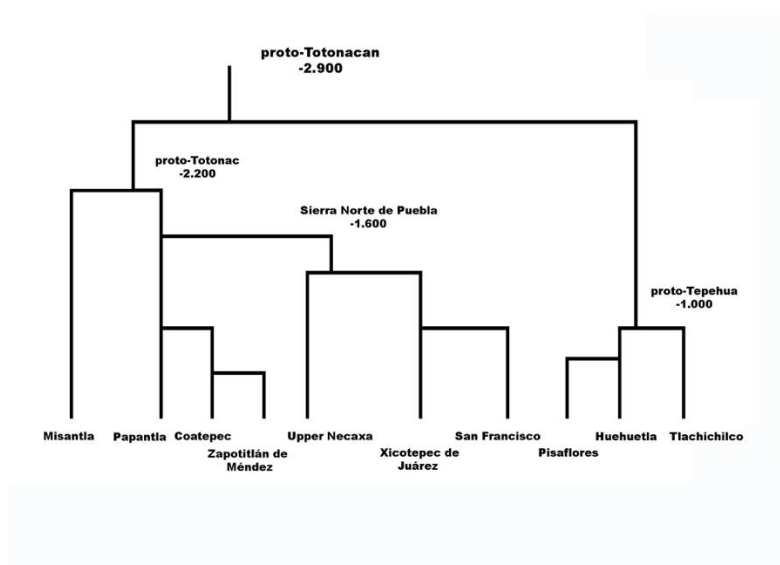 proto-Totonacan
-2.900
proto-Totonac
-2.200
Sierra Norte de Puebla
-1.600
proto-Tepehua
-1.000
Misantla
Papantla
Coatepec
Zapotitlán de
Méndez
Upper Necaxa
Xicotepec de
Juárez
San Francisco
Pisaflores
Huehuetla
Tlachichilco